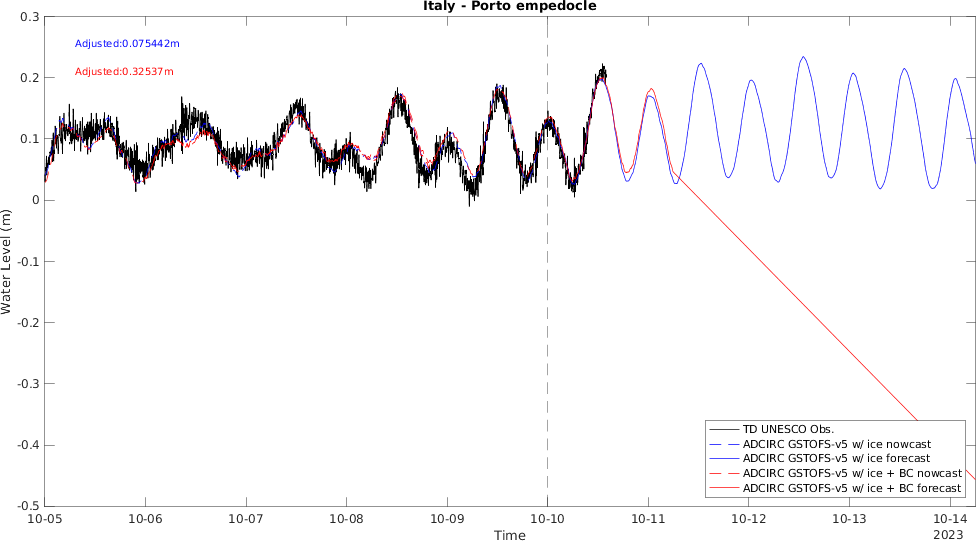 Italy - Porto empedocle
Adjusted:0.075442m
Adjusted:0.32537m
Water Level (m)
0.3
0.2
0.1
0
-0.1
-0.2
-0.3
-0.4
-0.5
TD UNESCO Obs.
ADCIRC GSTOFS-v5 w/ ice nowcast
ADCIRC GSTOFS-v5 w/ ice forecast
ADCIRC GSTOFS-v5 w/ ice + BC nowcast
ADCIRC GSTOFS-v5 w/ ice + BC forecast
10-05 10-06 10-07 10-08 10-09 10-10 10-11 10-12 10-13 10-14
Time
2023